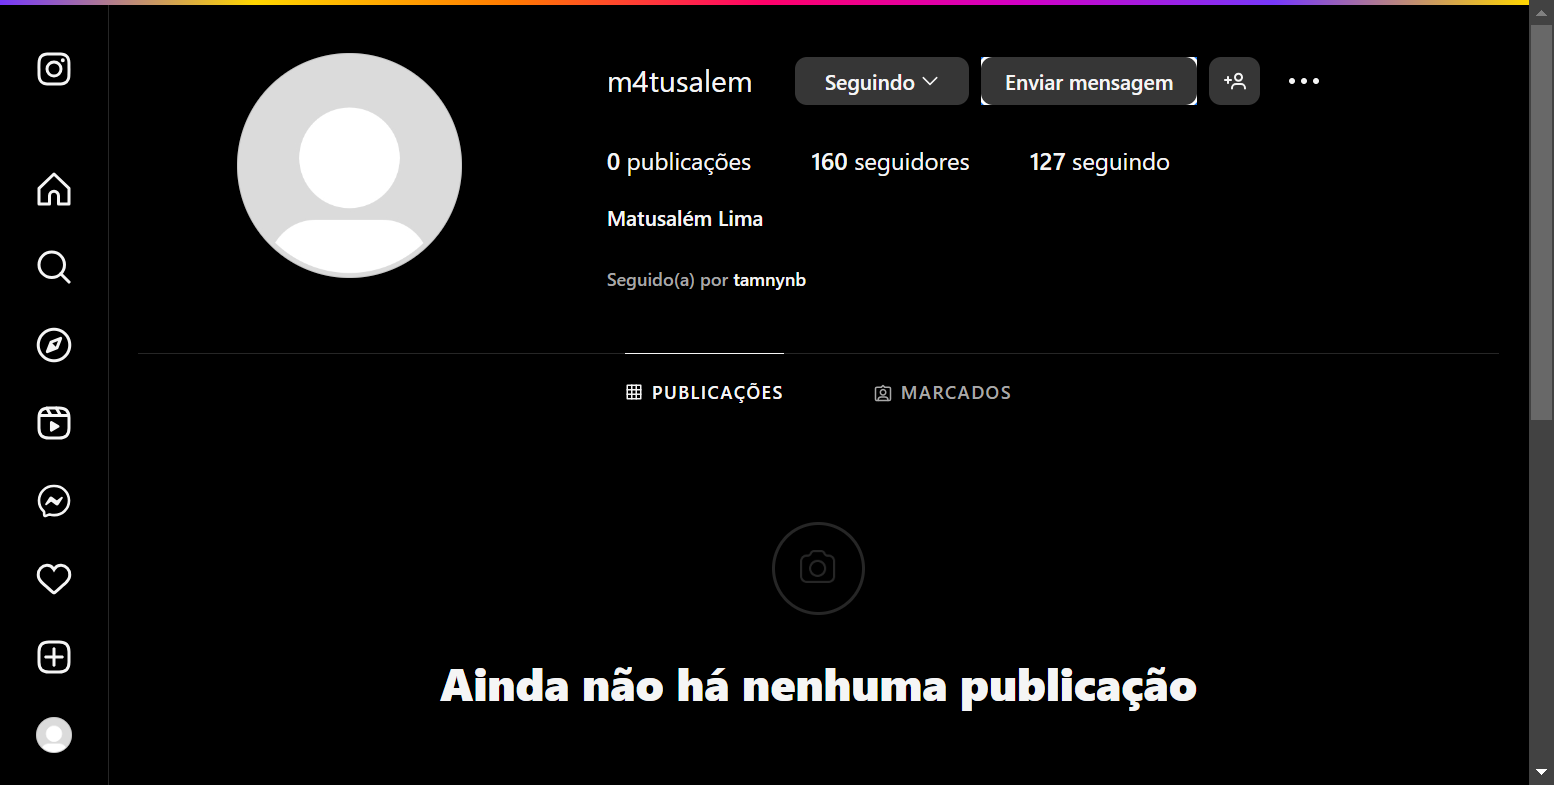 m4tusalem Seguindo Enviar mensagem
0 publicações 160 seguidores 127 seguindo
Matusalém Lima
Seguido(a) por tamnynb
PUBLICAÇÕES MARCADOS
Ainda não há nenhuma publicação